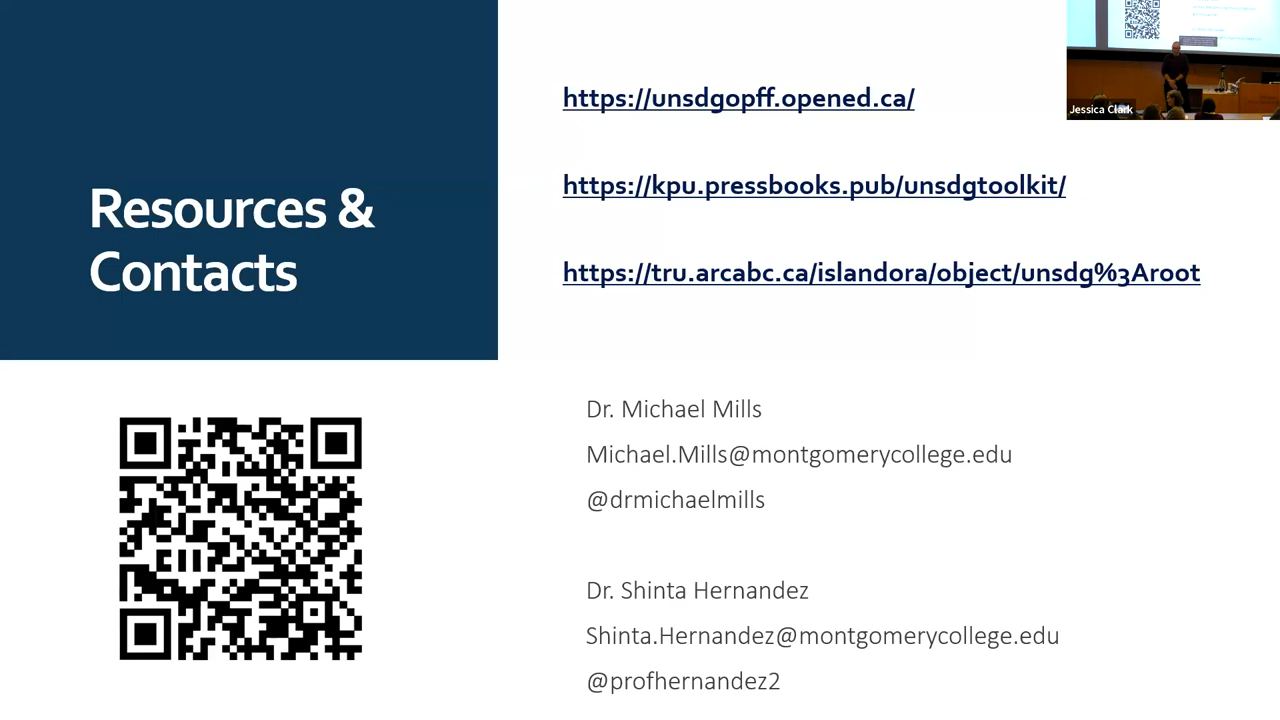 Resources &
Contacts
https://unsdgopff.opened.ca/
https://kpu.pressbooks.pub/unsdgtoolkit/
https://tru.arcabc.ca/islandora/object/unsdg%3Aroot
Dr. Michael Mills
Michael.Mills@montgomerycollege.edu
@drmichaelmills
Dr. Shinta Hernandez
Shinta.Hernandez@montgomerycollege.edu
@profhernandez2
Jessica Clark